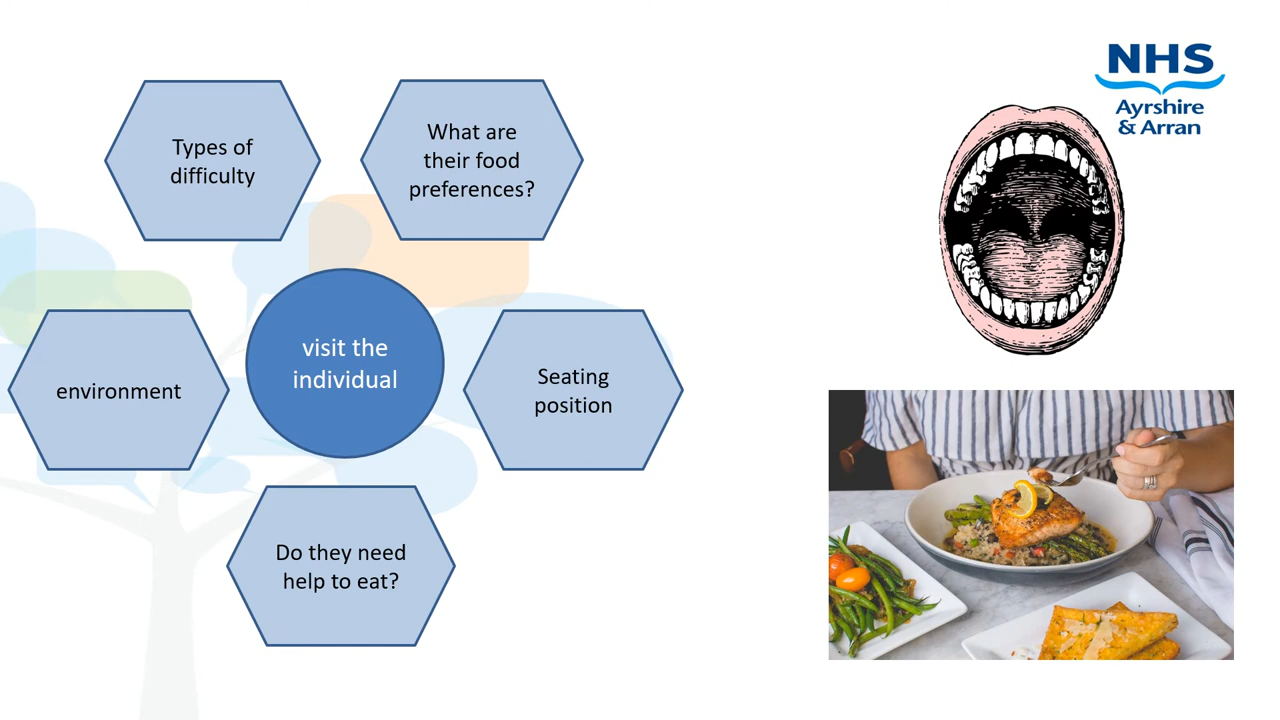 NHS
Ayrshire
& Arran
Types of
difficulty
What are
their food
preferences?
environment
visit the
individual
Seating
position
Do they need
help to eat?